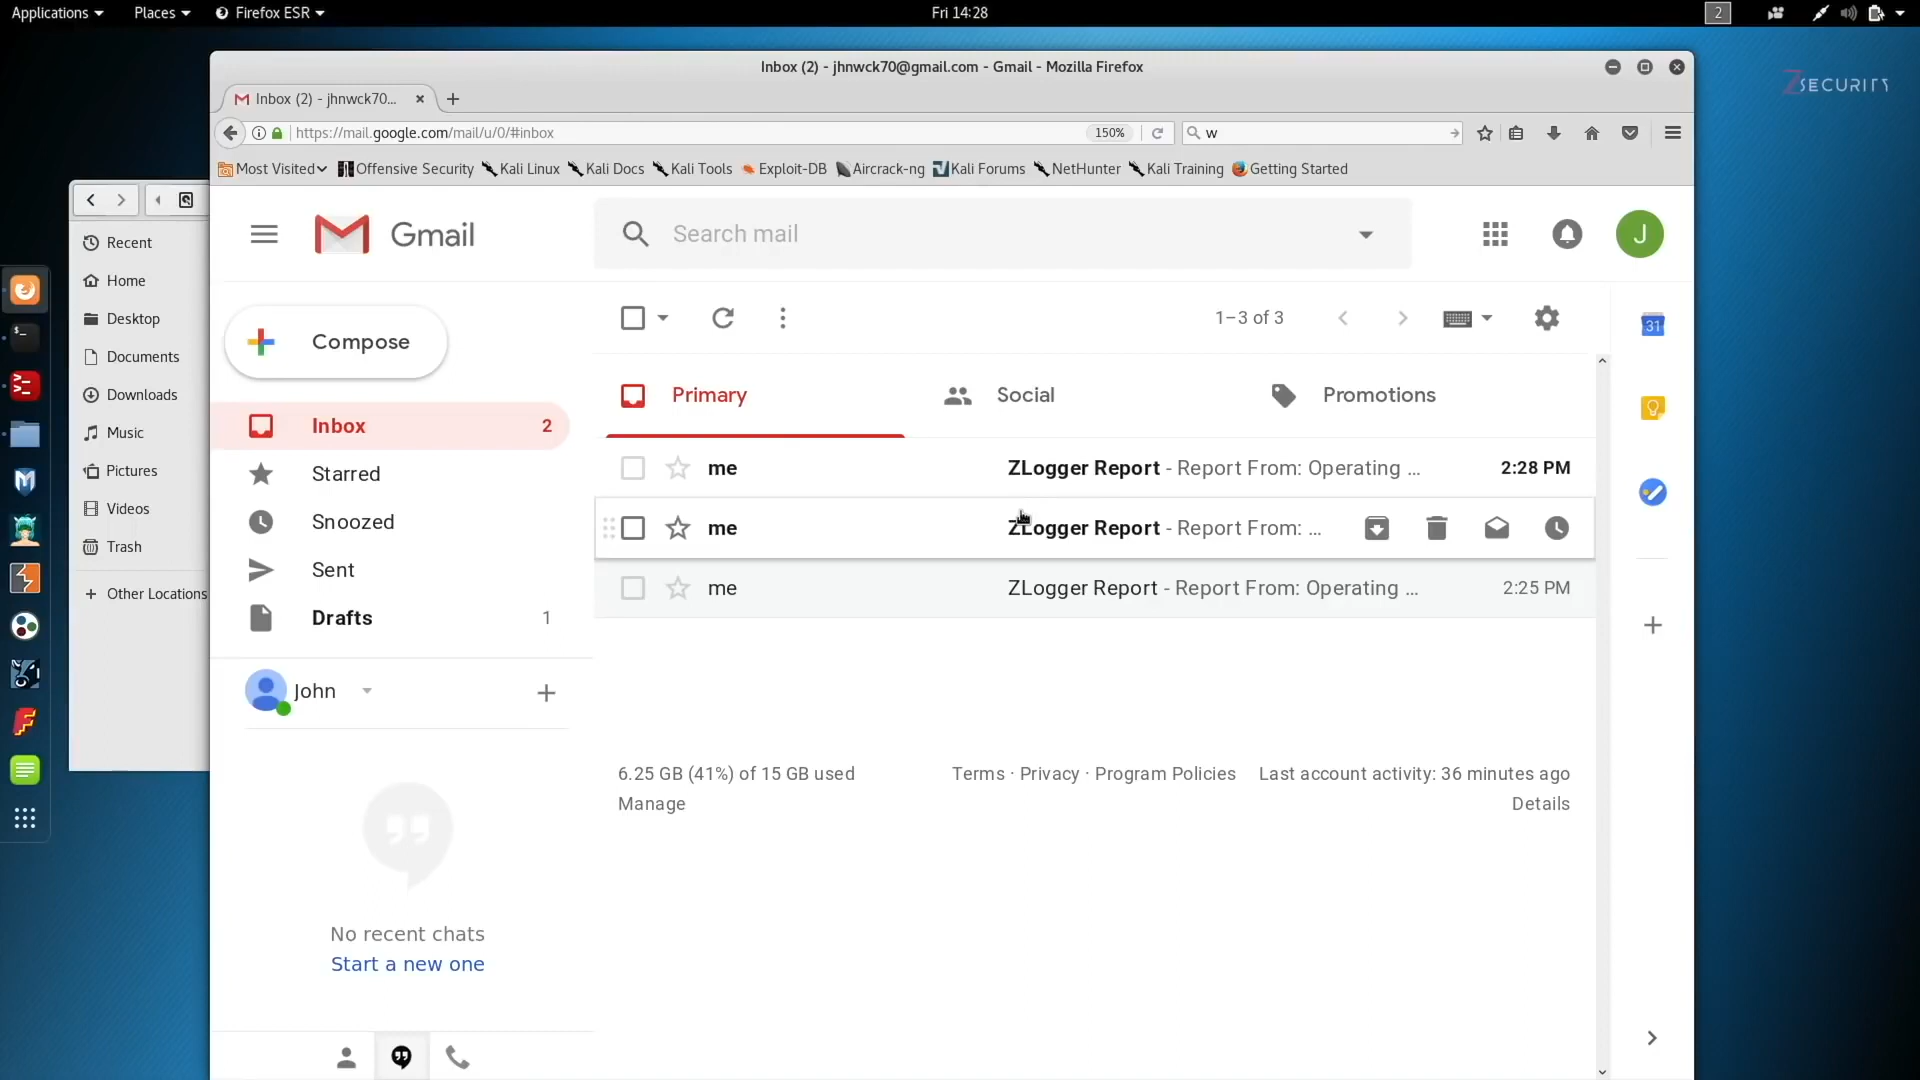 Applications Places Firefox ESR Fri 14:28 2
ZSECURITY
Inbox (2) - jhnwck70@gmail.com - Gmail - Mozilla Firefox
Inbox (2) - jhnwck70...
https://mail.google.com/mail/u/0/#inbox 150% w
Most Visited Offensive Security Kali Linux Kali Docs Kali Tools Exploit-DB Aircrack-ng Kali Forums NetHunter Kali Training Getting Started
Recent
Home
Desktop
Documents
Downloads
Music
Pictures
Videos
Trash
+ Other Locations
Gmail Search mail J
Compose 1–3 of 3
31
Primary Social Promotions
Inbox 2
Starred
Snoozed
Sent
Drafts 1
me ZLogger Report - Report From: Operating ... 2:28 PM
me ZLogger Report - Report From: ...
me ZLogger Report - Report From: Operating ... 2:25 PM
John
6.25 GB (41%) of 15 GB used
Manage
Terms · Privacy · Program Policies
Last account activity: 36 minutes ago
Details
No recent chats
Start a new one